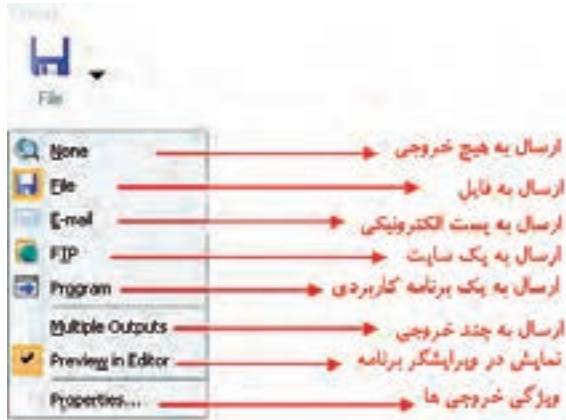 File
None ارسال به هیچ خروجی
File ارسال به فایل
E-mail ارسال به پست الکترونیکی
FTP ارسال به یک سایت
Program ارسال به یک برنامه کاربردی
Multiple Outputs ارسال به چند خروجی
Preview in Editor نمایش در ویرایشگر برنامه
Properties... ویژگی خروجی ها